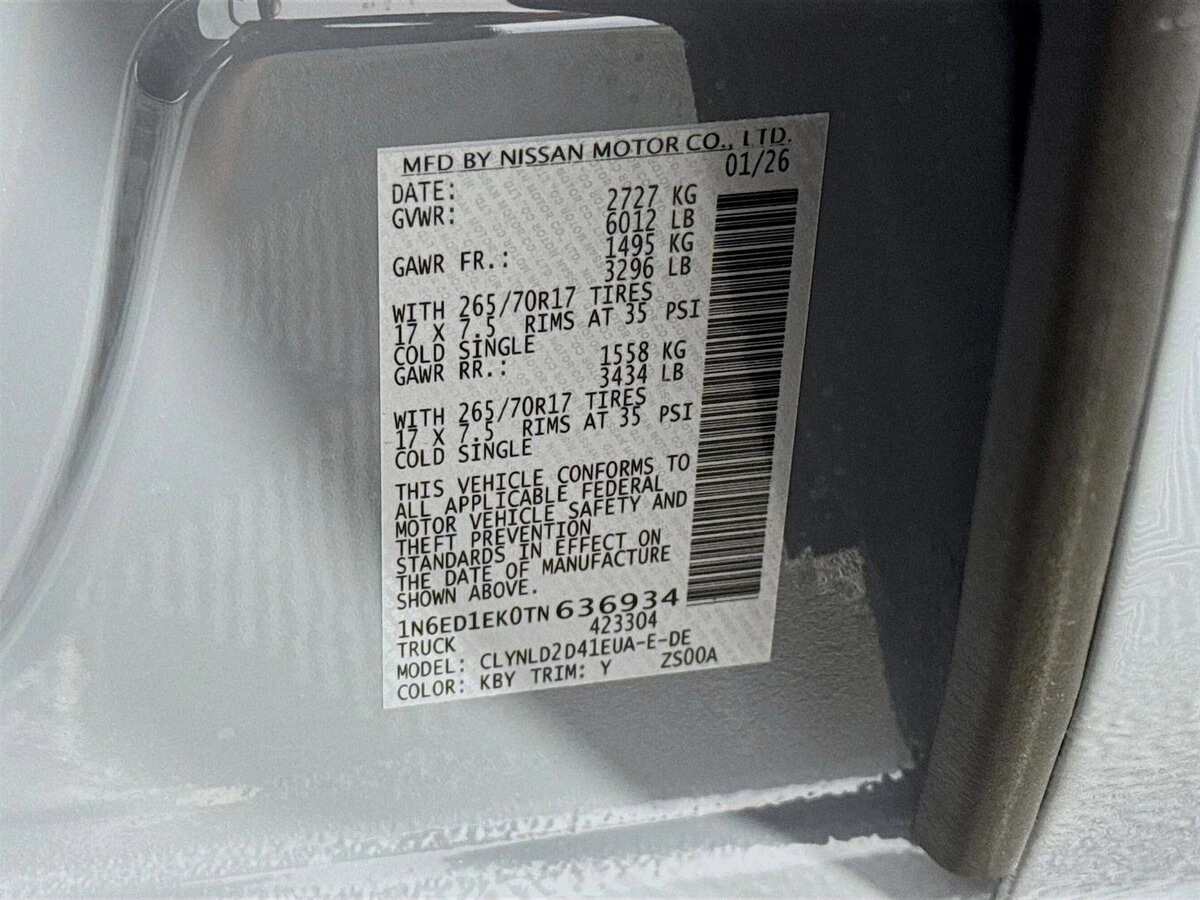 MFD BY NISSAN MOTOR CO., LTD.
DATE: 01/26
GVWR: 2727 KG
6012 LB
GAWR FR.: 1495 KG
3296 LB
WITH 265/70R17 TIRES
17 X 7.5 RIMS AT 35 PSI
COLD SINGLE
GAWR RR.: 1558 KG
3434 LB
WITH 265/70R17 TIRES
17 X 7.5 RIMS AT 35 PSI
COLD SINGLE
THIS VEHICLE CONFORMS TO
ALL APPLICABLE FEDERAL
MOTOR VEHICLE SAFETY AND
THEFT PREVENTION
STANDARDS IN EFFECT ON
THE DATE OF MANUFACTURE
SHOWN ABOVE.
1N6ED1EK0TN636934
TRUCK 423304
MODEL: CLYNLD2D41EUA-E-DE
COLOR: KBY TRIM: Y ZS00A